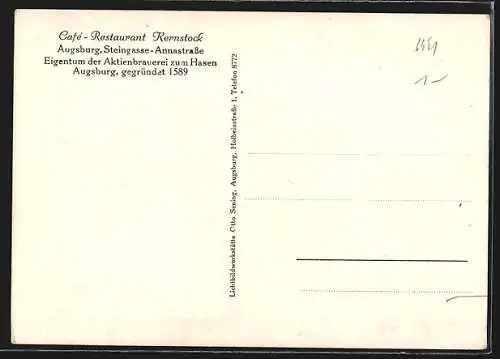 Café - Restaurant Kernstock
Augsburg, Steingasse - Annastraße
Eigentum der Aktienbrauerei zum Hasen
Augsburg, gegründet 1589
Lichtbildwerkstätte Otto Sening, Augsburg, Holbeinstraße 1, Telefon 8772
1-